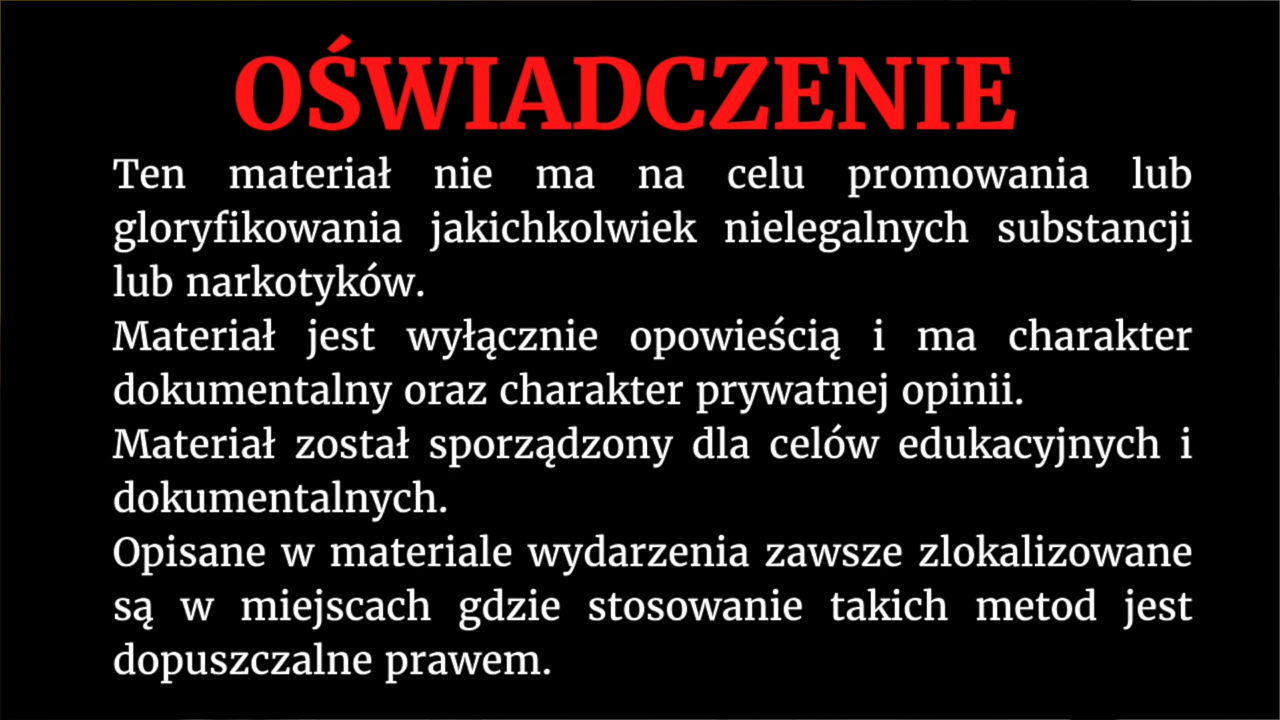 OŚWIADCZENIE
Ten materiał nie ma na celu promowania lub
gloryfikowania jakichkolwiek nielegalnych substancji
lub narkotyków.
Materiał jest wyłącznie opowieścią i ma charakter
dokumentalny oraz charakter prywatnej opinii.
Materiał został sporządzony dla celów edukacyjnych i
dokumentalnych.
Opisane w materiale wydarzenia zawsze zlokalizowane
są w miejscach gdzie stosowanie takich metod jest
dopuszczalne prawem.